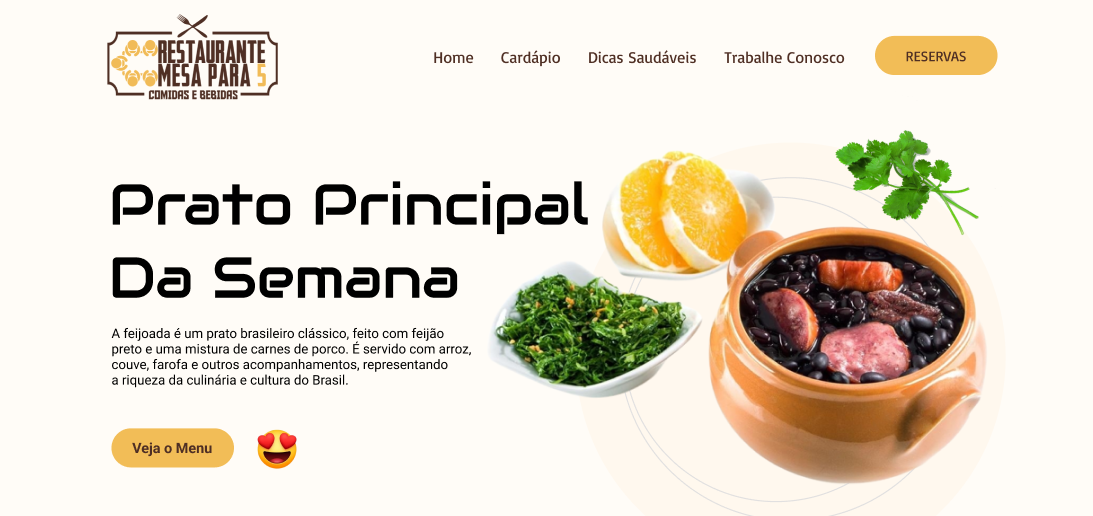 RESTAURANTE
MESA PARA 5
COMIDAS E BEBIDAS
Home Cardápio Dicas Saudáveis Trabalhe Conosco RESERVAS
Prato Principal
Da Semana
A feijoada é um prato brasileiro clássico, feito com feijão
preto e uma mistura de carnes de porco. É servido com arroz,
couve, farofa e outros acompanhamentos, representando
a riqueza da culinária e cultura do Brasil.
Veja o Menu